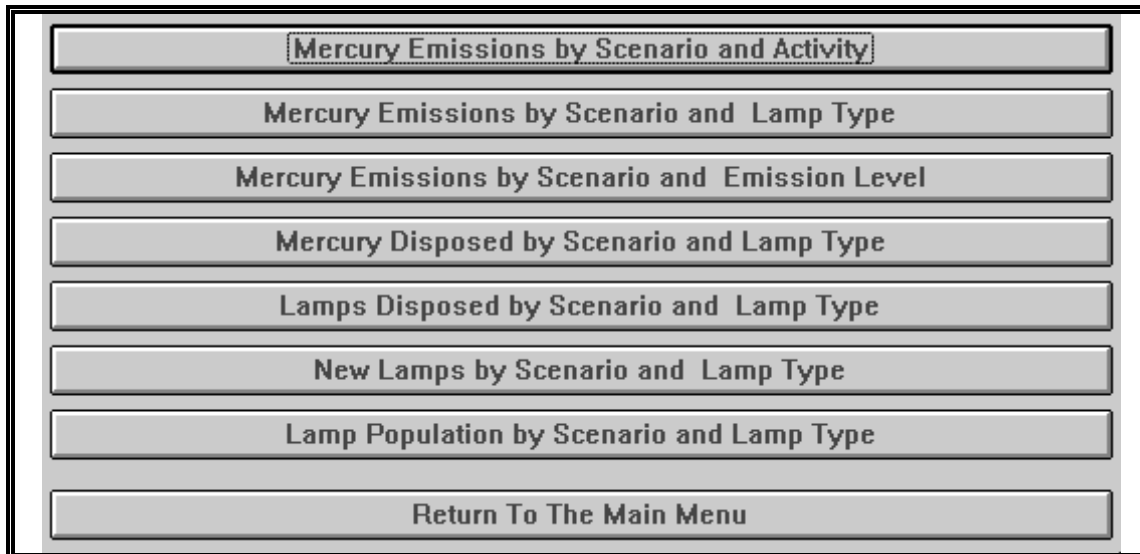 Mercury Emissions by Scenario and Activity
Mercury Emissions by Scenario and Lamp Type
Mercury Emissions by Scenario and Emission Level
Mercury Disposed by Scenario and Lamp Type
Lamps Disposed by Scenario and Lamp Type
New Lamps by Scenario and Lamp Type
Lamp Population by Scenario and Lamp Type
Return To The Main Menu